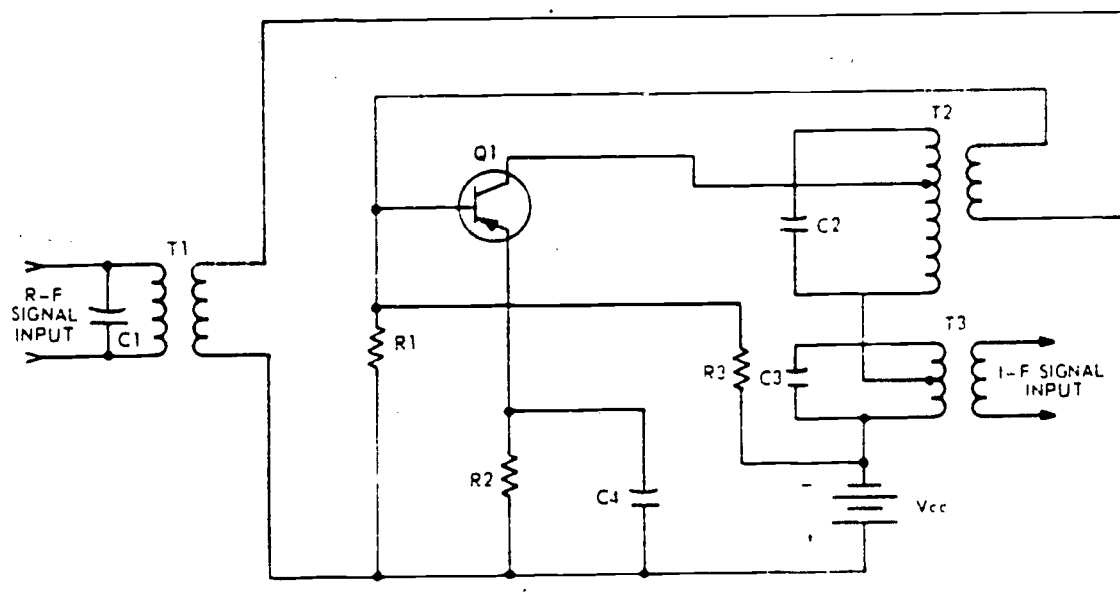 T2
Q1
C2
T1
R-F
SIGNAL
INPUT
C1
R1
T3
R3
C3
I-F SIGNAL
INPUT
R2
C4
-
Vcc
+